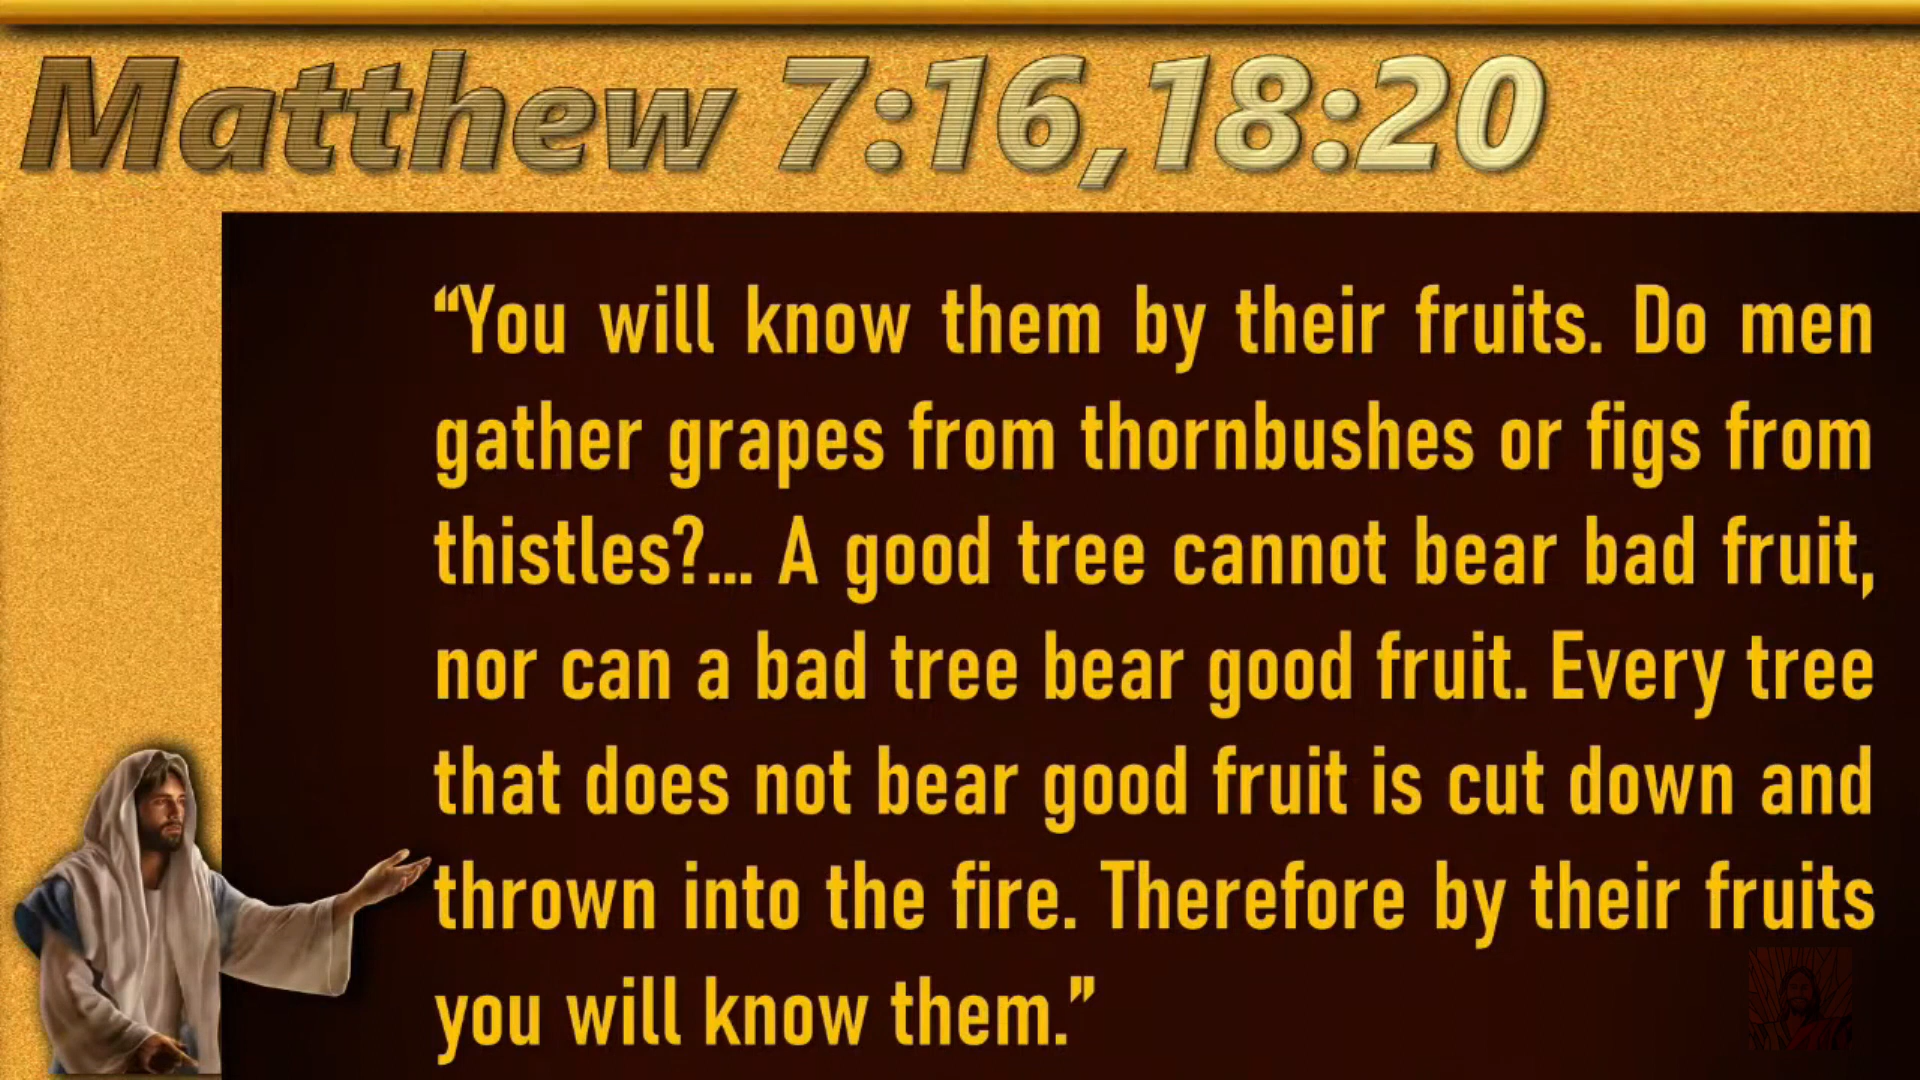 Matthew 7:16,18:20
“You will know them by their fruits. Do men
gather grapes from thornbushes or figs from
thistles?... A good tree cannot bear bad fruit,
nor can a bad tree bear good fruit. Every tree
that does not bear good fruit is cut down and
thrown into the fire. Therefore by their fruits
you will know them.”